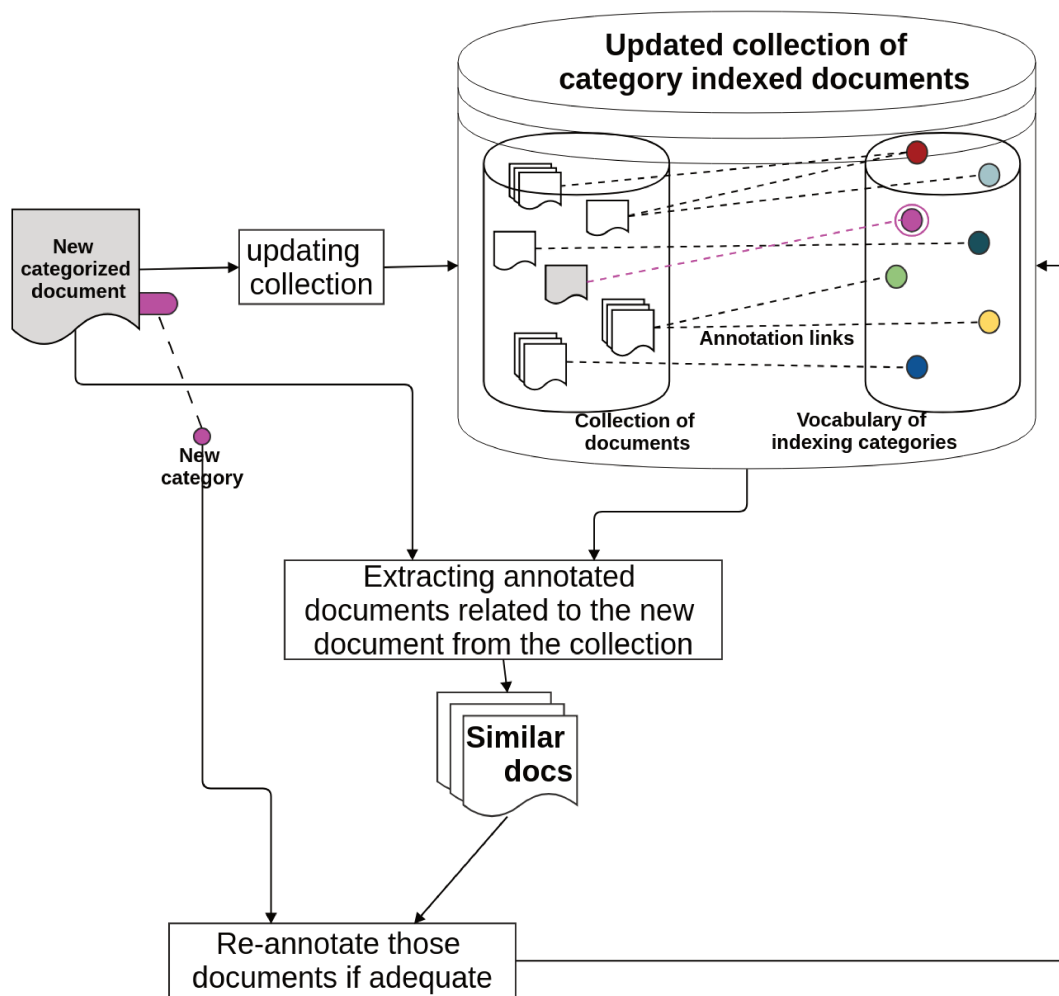 Updated collection of
category indexed documents
New
categorized
document
updating
collection
Annotation links
Collection of
documents
Vocabulary of
indexing categories
New
category
Extracting annotated
documents related to the new
document from the collection
Similar
docs
Re-annotate those
documents if adequate